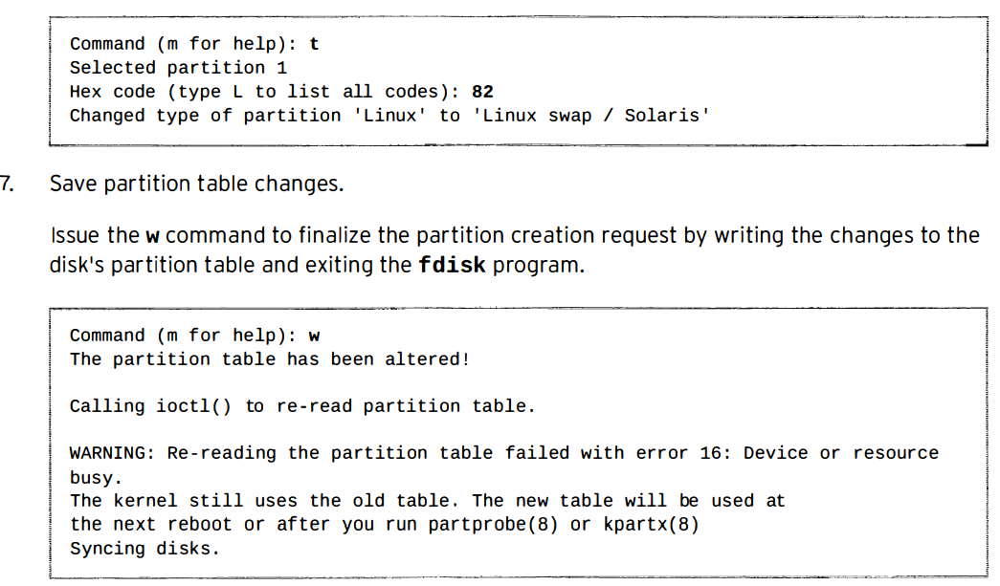 Command (m for help): t
Selected partition 1
Hex code (type L to list all codes): 82
Changed type of partition 'Linux' to 'Linux swap / Solaris'
7. Save partition table changes.
Issue the w command to finalize the partition creation request by writing the changes to the
disk's partition table and exiting the fdisk program.
Command (m for help): w
The partition table has been altered!
Calling ioctl() to re-read partition table.
WARNING: Re-reading the partition table failed with error 16: Device or resource
busy.
The kernel still uses the old table. The new table will be used at
the next reboot or after you run partprobe(8) or kpartx(8)
Syncing disks.